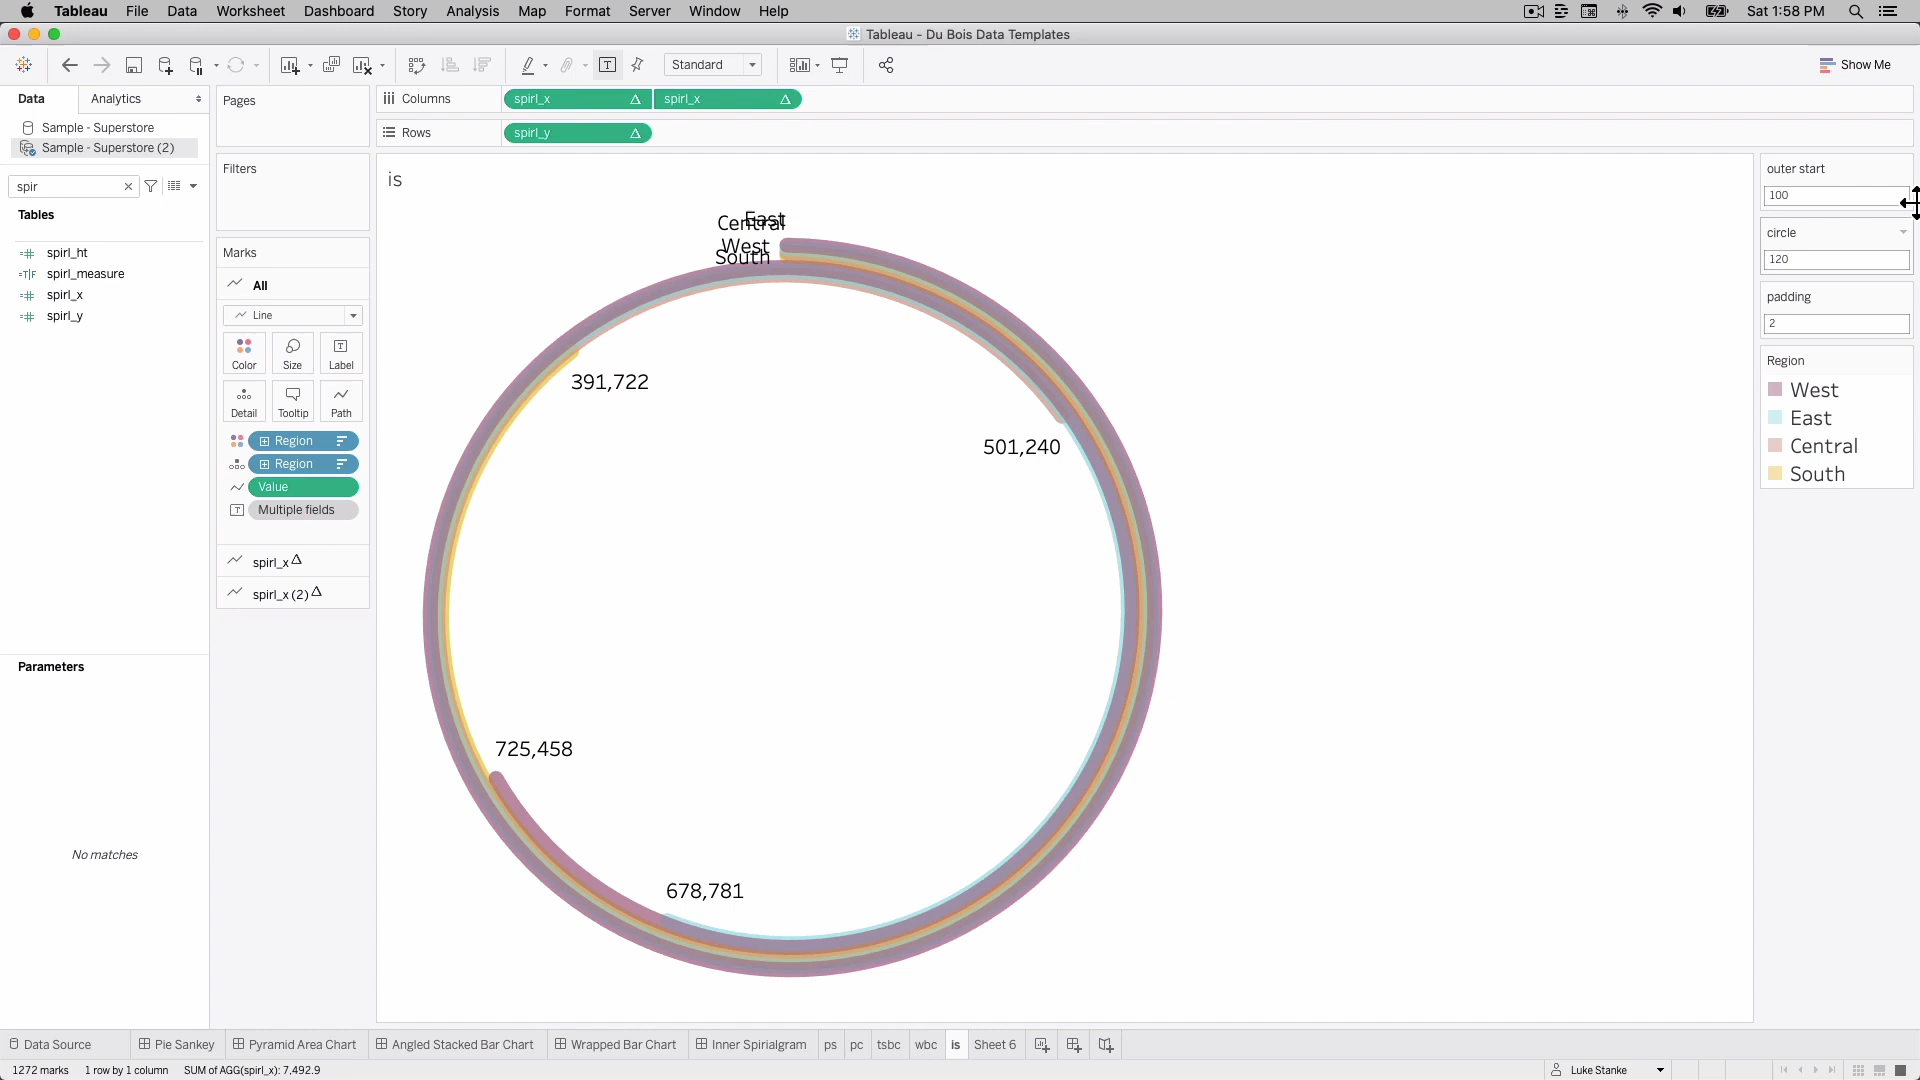 Tableau File Data Worksheet Dashboard Story Analysis Map Format Server Window Help Sat 1:58 PM
Tableau - Du Bois Data Templates
Standard Show Me
Data Analytics Pages Columns spirl_x spirl_x
Sample - Superstore
Sample - Superstore (2)
Rows spirl_y
spir
Tables
spirl_ht
spirl_measure
spirl_x
spirl_y
Parameters
No matches
Filters
Marks
All
Line
Color Size Label
Detail Tooltip Path
Region
Region
Value
Multiple fields
spirl_x
spirl_x (2)
is
East
Central
West
South
391,722
501,240
725,458
678,781
outer start
100
circle
120
padding
2
Region
West
East
Central
South
Data Source Pie Sankey Pyramid Area Chart Angled Stacked Bar Chart Wrapped Bar Chart Inner Spirialgram ps pc tsbc wbc is Sheet 6
1272 marks 1 row by 1 column SUM of AGG(spirl_x): 7,492.9 Luke Stanke